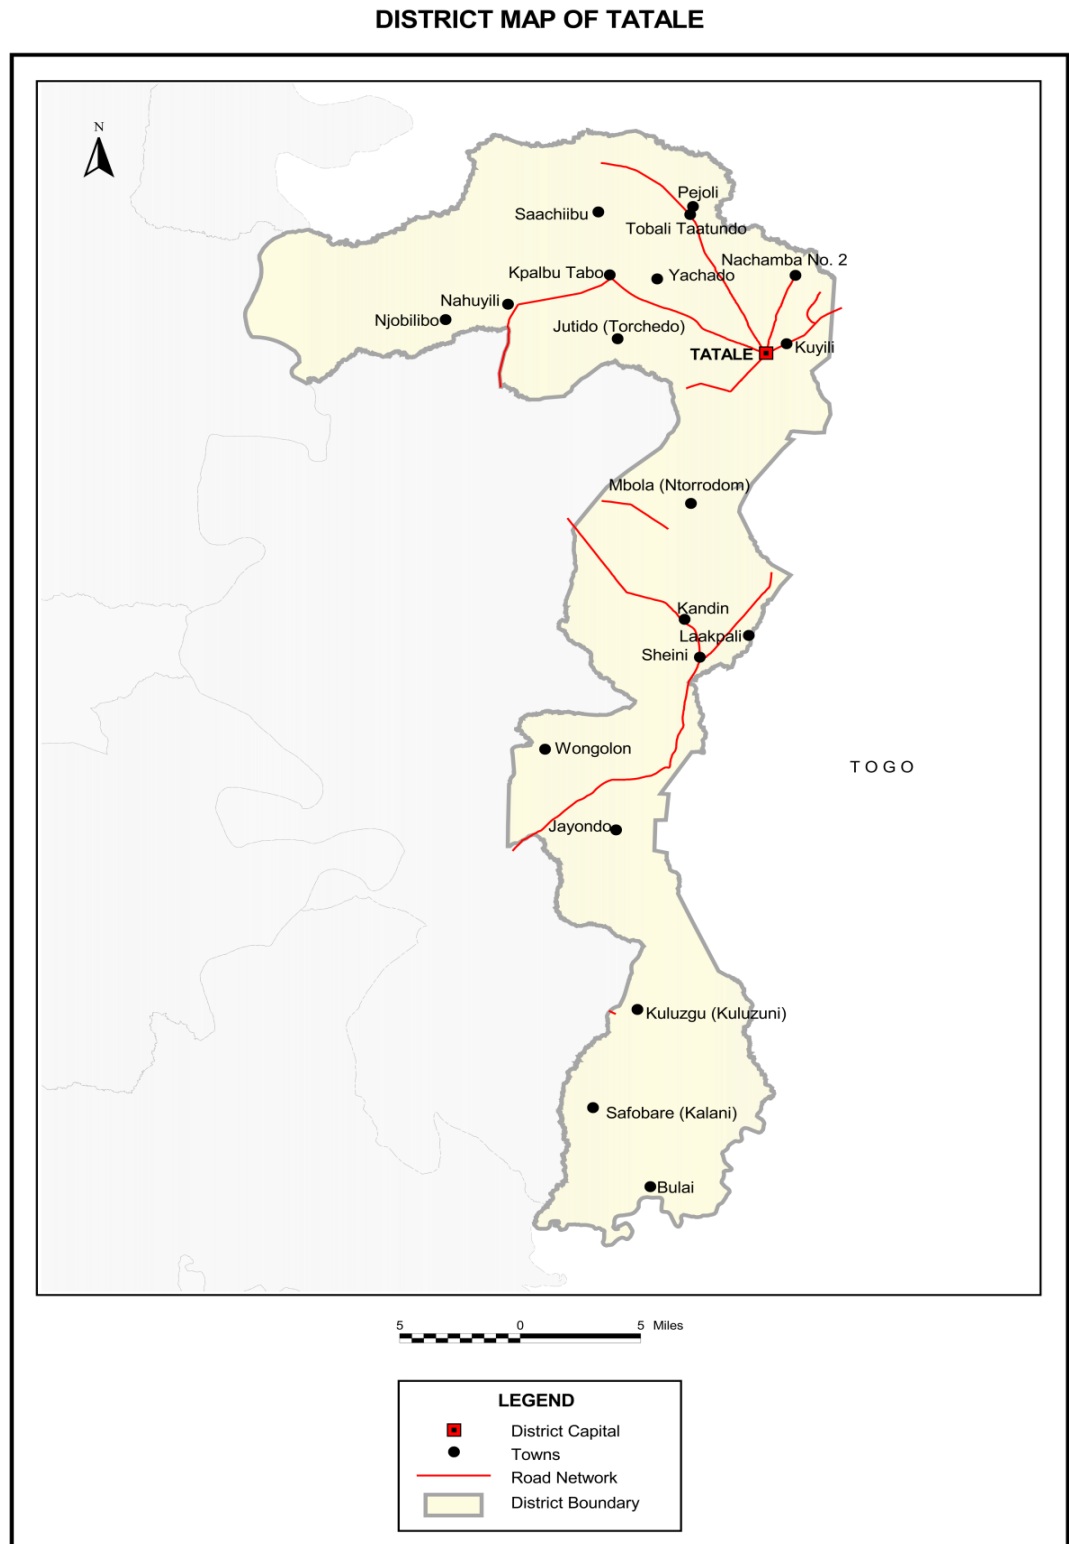 DISTRICT MAP OF TATALE
N
Pejoli
Saachiibu
Tobali Taatundo
Nachamba No. 2
Kpalbu Tabo
Yachado
Nahuyili
Njobilibo
Jutido (Torchedo)
TATALE
Kuyili
Mbola (Ntorrodom)
Kandin
Laakpali
Sheini
Wongolon
TOGO
Jayondo
Kuluzgu (Kuluzuni)
Safobare (Kalani)
Bulai
5 0 5 Miles
LEGEND
District Capital
Towns
Road Network
District Boundary